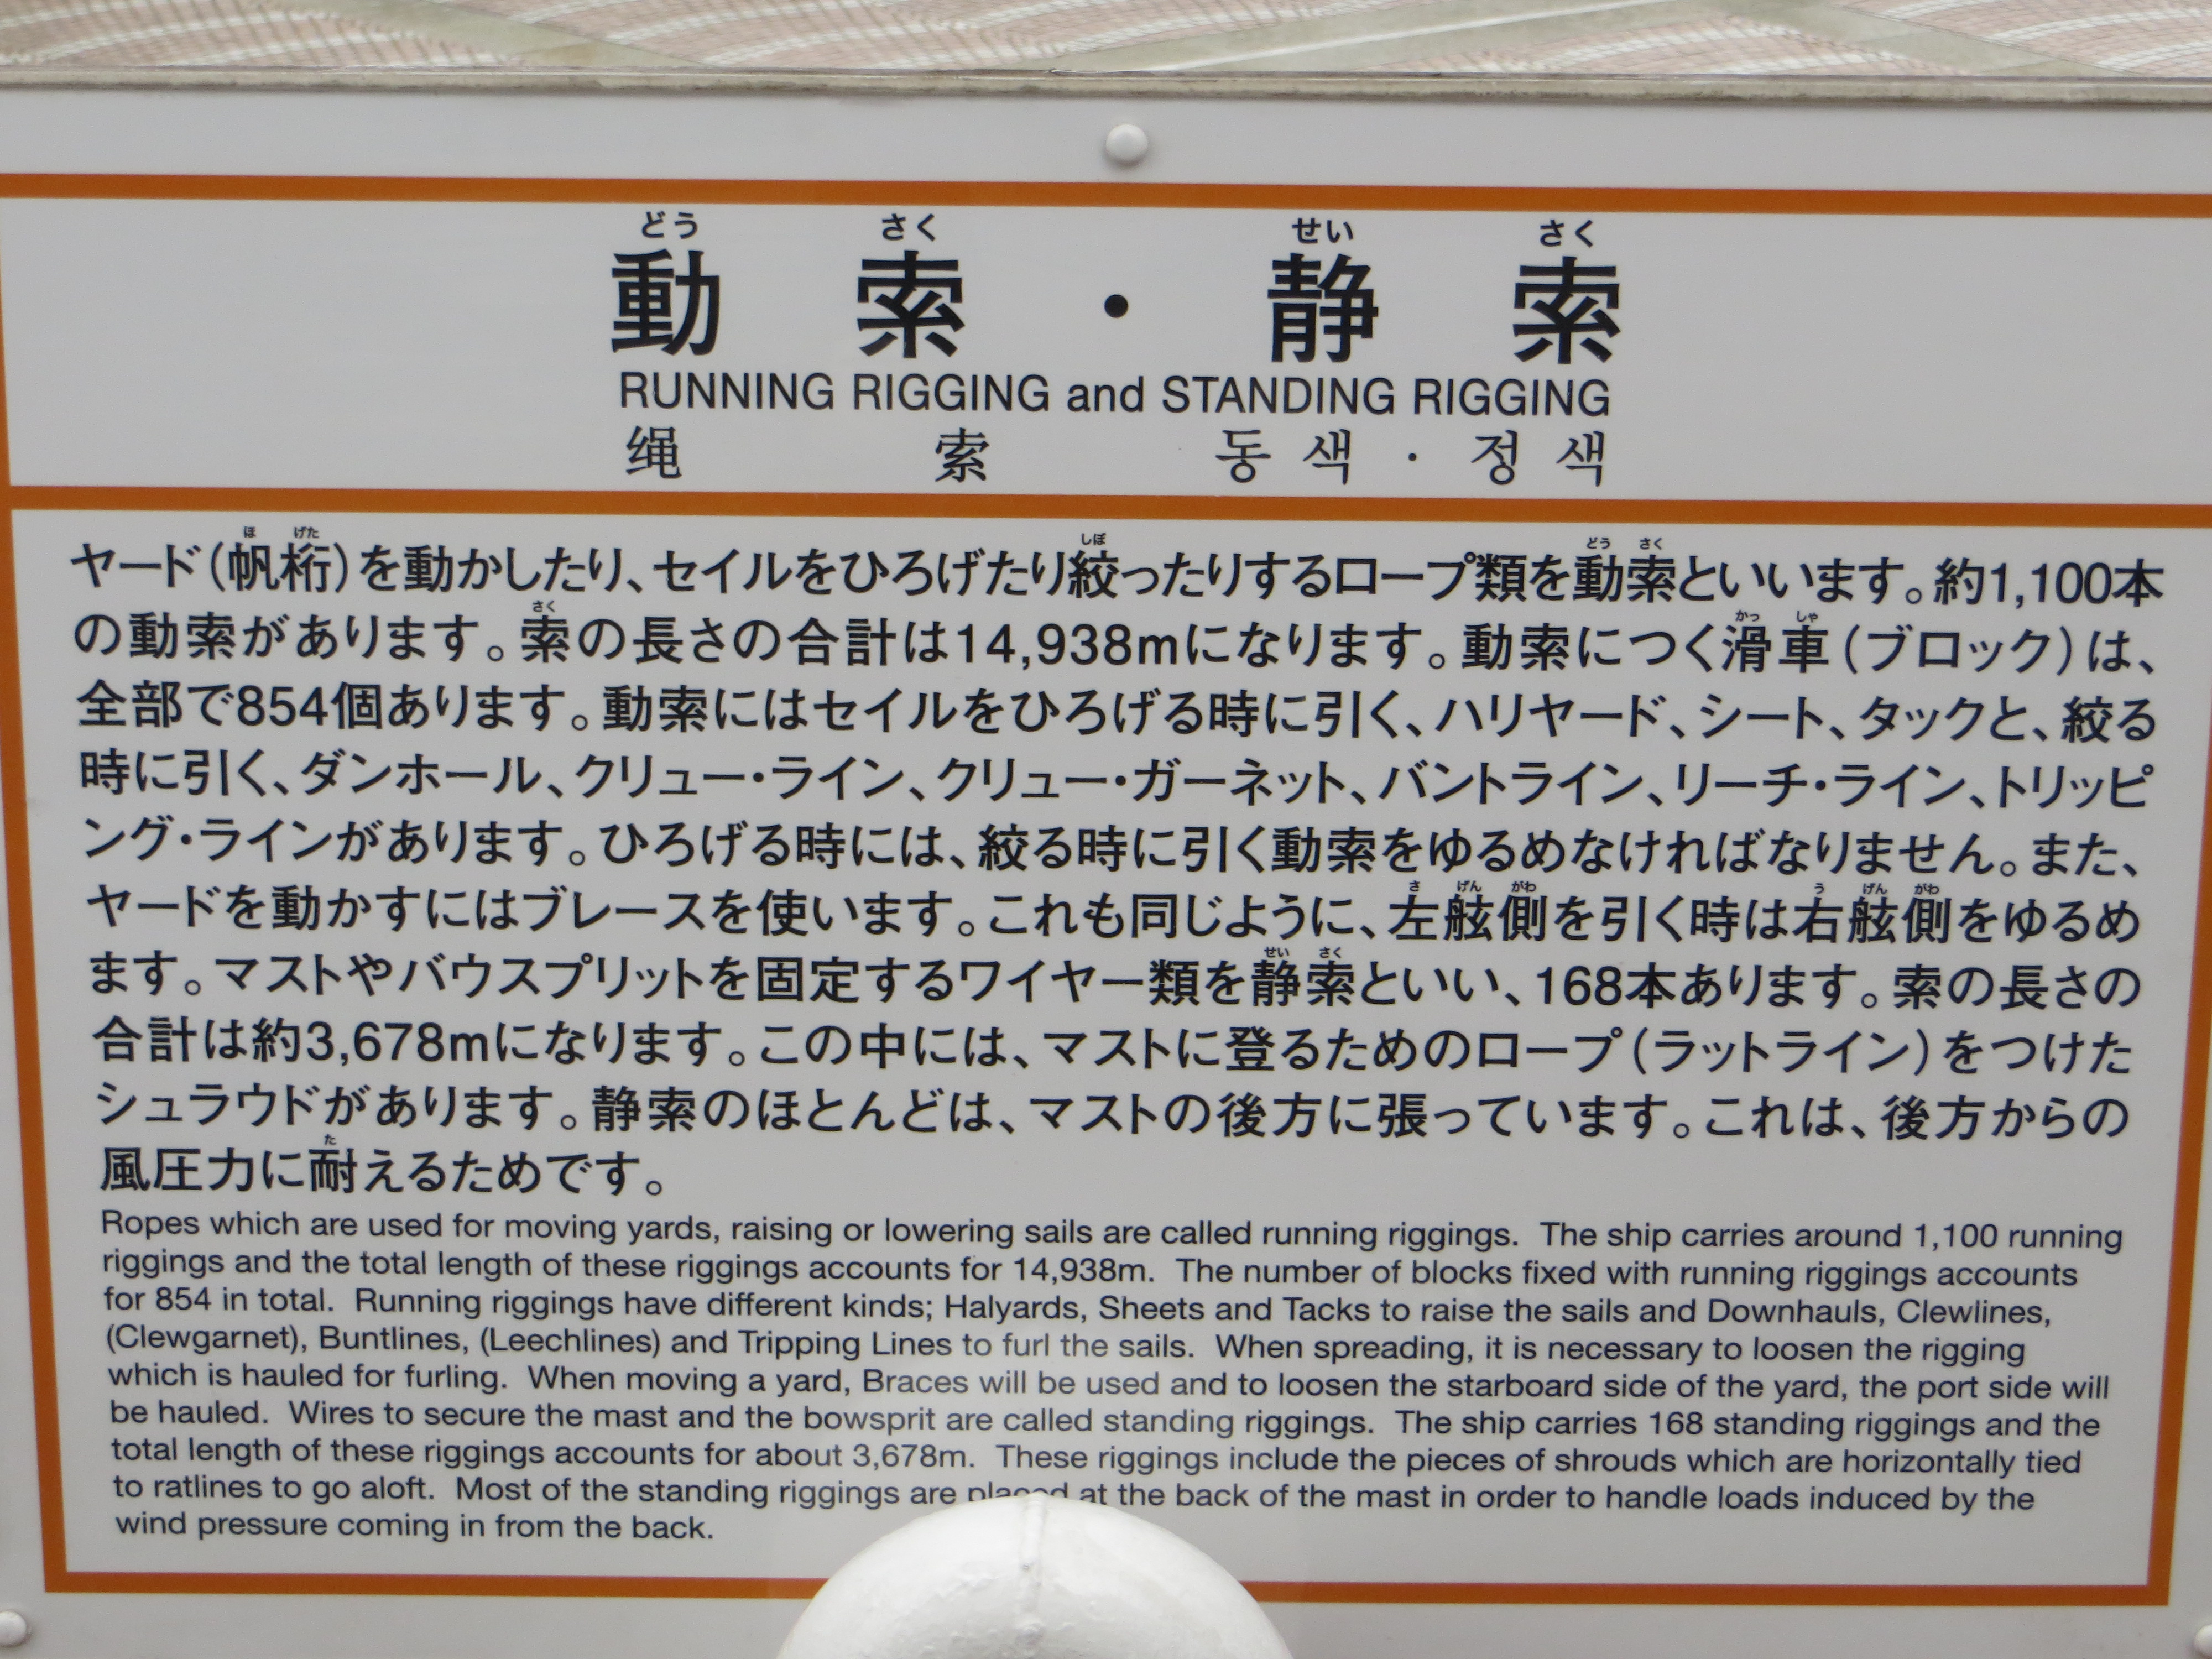 どう さく せい さく
動索・静索
RUNNING RIGGING and STANDING RIGGING
绳索 동색·정색
ヤード(帆桁)を動かしたり、セイルをひろげたり絞ったりするロープ類を動索といいます。約1,100本
の動索があります。索の長さの合計は14,938mになります。動索につく滑車(ブロック)は、
全部で854個あります。動索にはセイルをひろげる時に引く、ハリヤード、シート、タックと、絞る
時に引く、ダンホール、クリュー・ライン、クリュー・ガーネット、バントライン、リーチ・ライン、トリッピ
ング・ラインがあります。ひろげる時には、絞る時に引く動索をゆるめなければなりません。また、
ヤードを動かすにはブレースを使います。これも同じように、左舷側を引く時は右舷側をゆるめ
ます。マストやバウスプリットを固定するワイヤー類を静索といい、168本あります。索の長さの
合計は約3,678mになります。この中には、マストに登るためのロープ(ラットライン)をつけた
シュラウドがあります。静索のほとんどは、マストの後方に張っています。これは、後方からの
風圧力に耐えるためです。
Ropes which are used for moving yards, raising or lowering sails are called running riggings. The ship carries around 1,100 running
riggings and the total length of these riggings accounts for 14,938m. The number of blocks fixed with running riggings accounts
for 854 in total. Running riggings have different kinds; Halyards, Sheets and Tacks to raise the sails and Downhauls, Clewlines,
(Clewgarnet), Buntlines, (Leechlines) and Tripping Lines to furl the sails. When spreading, it is necessary to loosen the rigging
which is hauled for furling. When moving a yard, Braces will be used and to loosen the starboard side of the yard, the port side will
be hauled. Wires to secure the mast and the bowsprit are called standing riggings. The ship carries 168 standing riggings and the
total length of these riggings accounts for about 3,678m. These riggings include the pieces of shrouds which are horizontally tied
to ratlines to go aloft. Most of the standing riggings are placed at the back of the mast in order to handle loads induced by the
wind pressure coming in from the back.